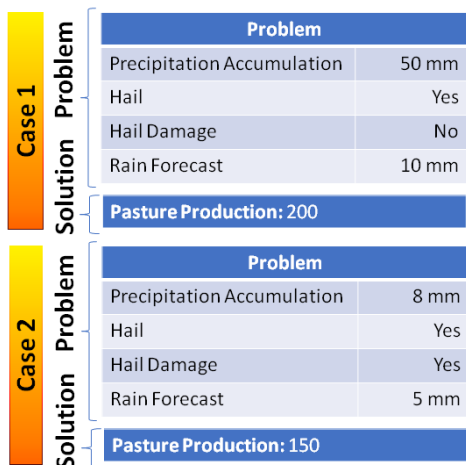 Case 1
Problem
Solution
Problem
Precipitation Accumulation 50 mm
Hail Yes
Hail Damage No
Rain Forecast 10 mm
Pasture Production: 200
Case 2
Problem
Solution
Problem
Precipitation Accumulation 8 mm
Hail Yes
Hail Damage Yes
Rain Forecast 5 mm
Pasture Production: 150